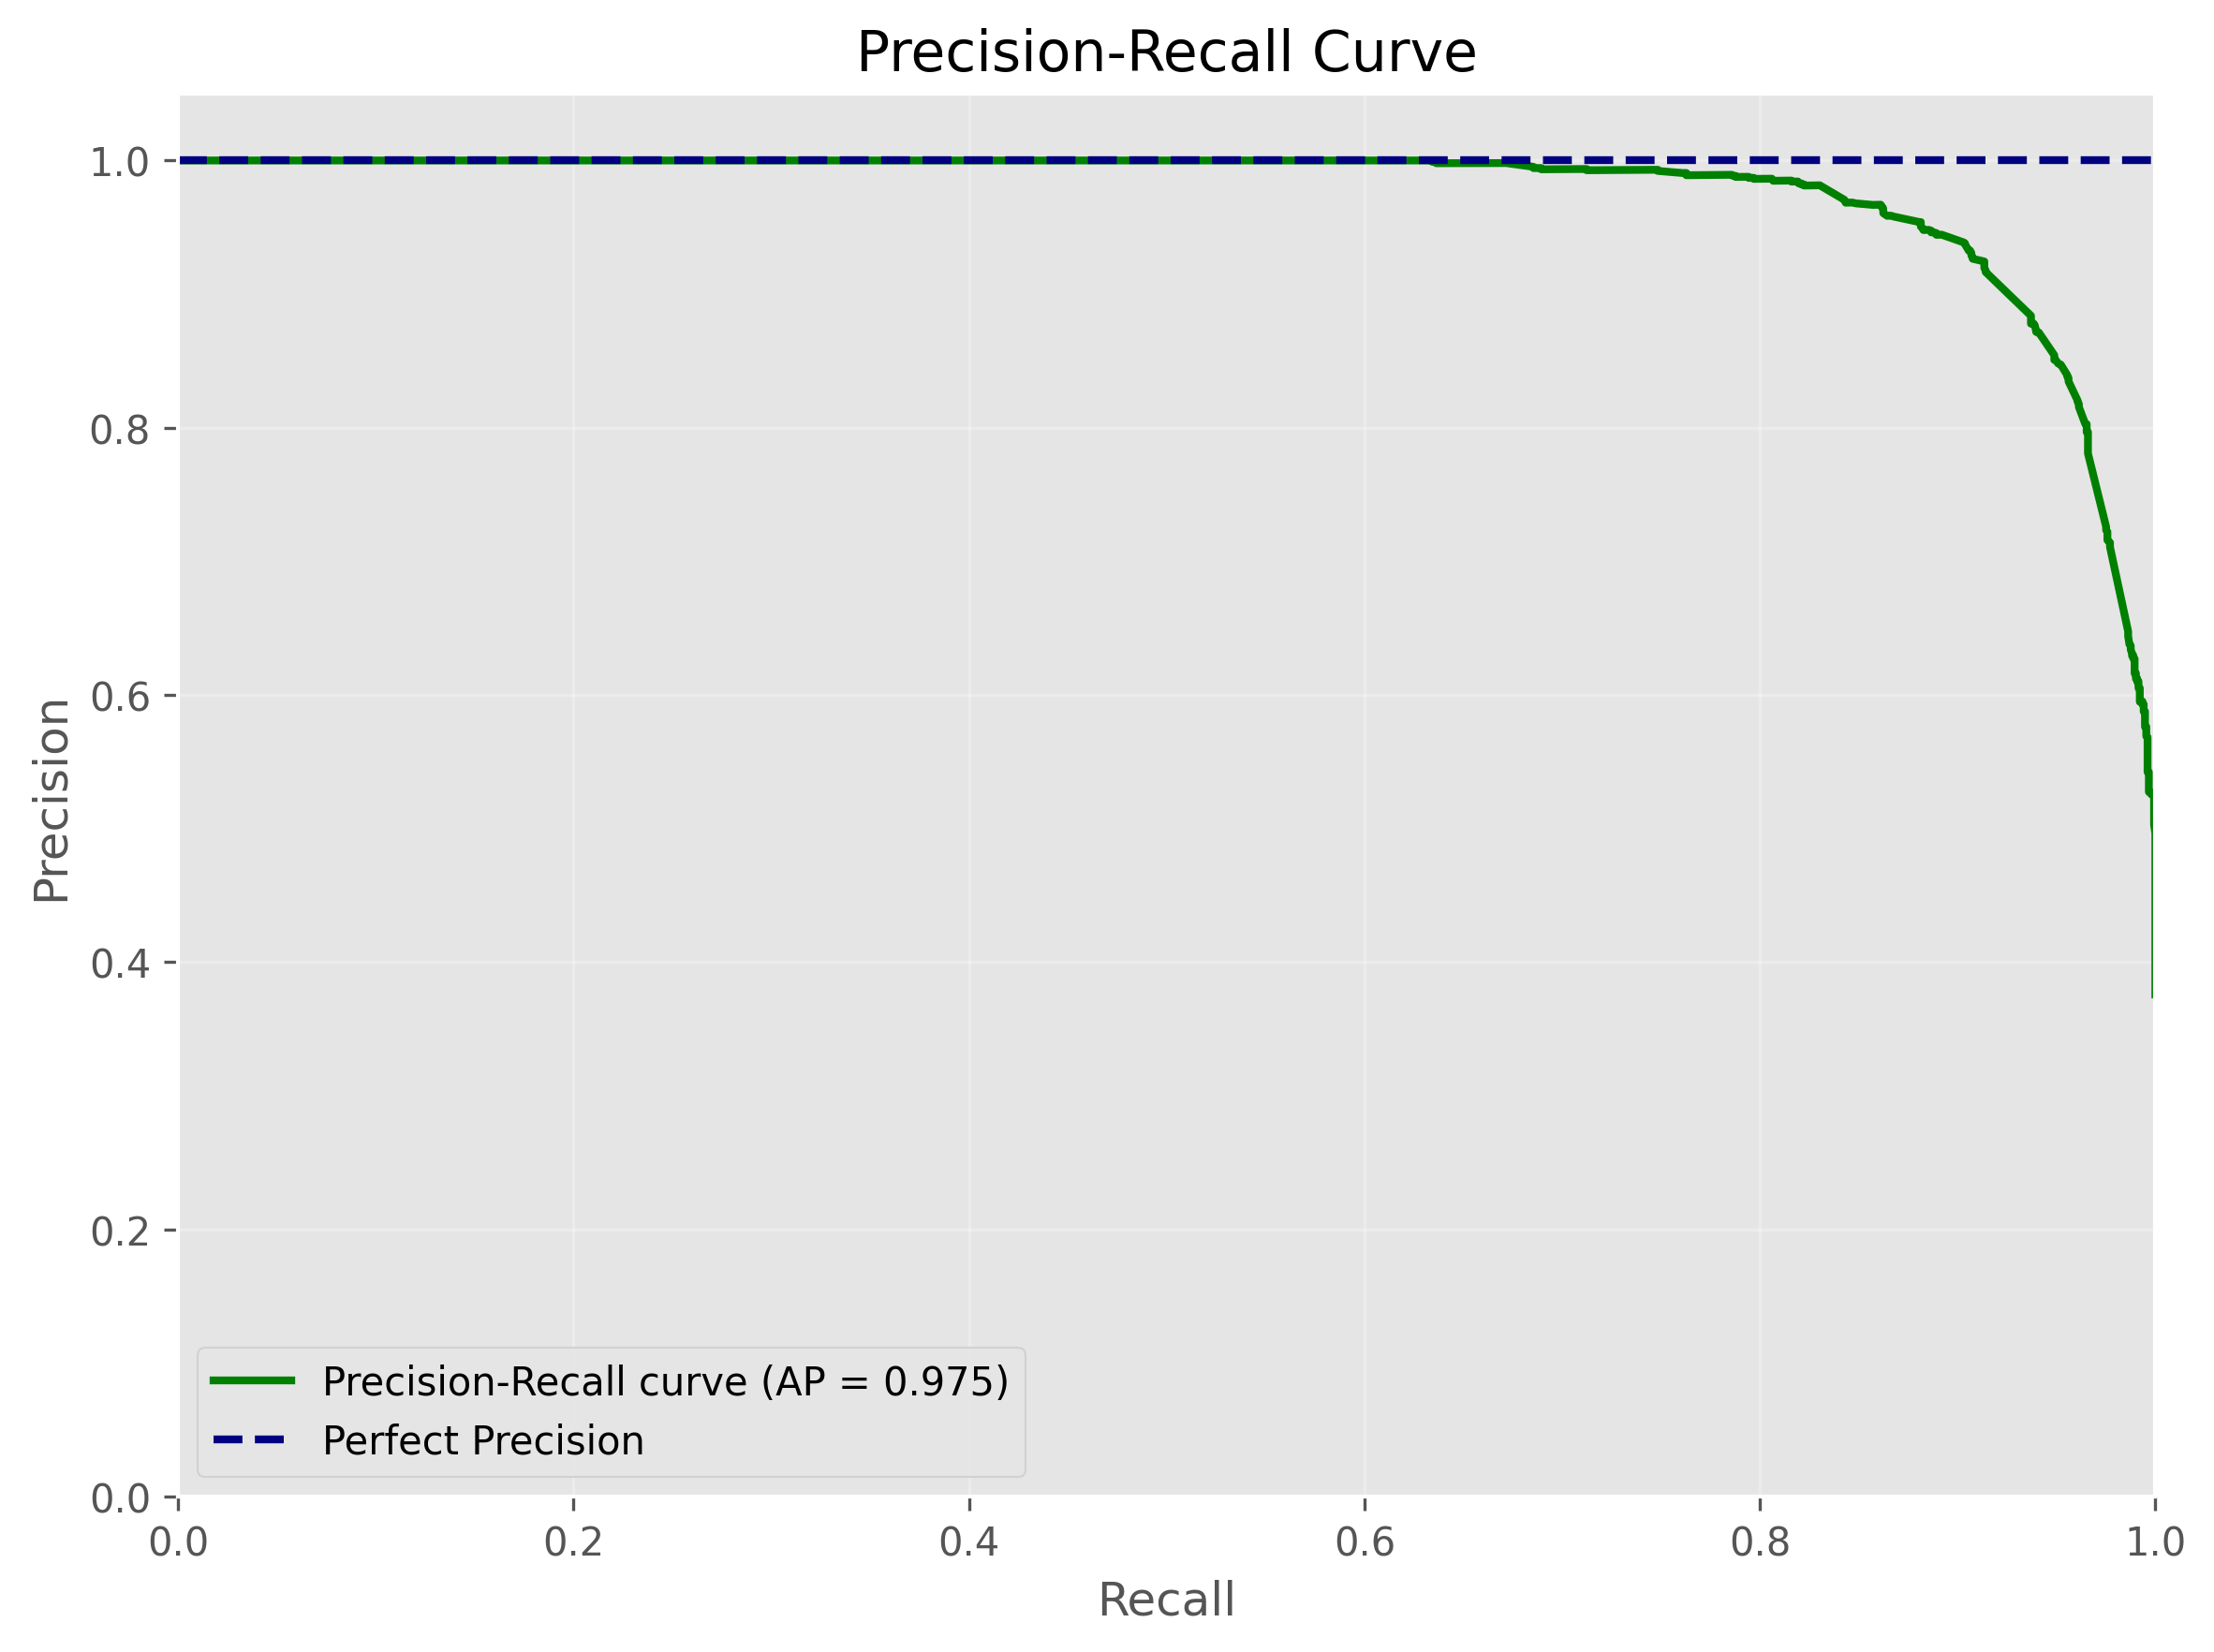 Precision-Recall Curve
1.0
0.8
0.6
0.4
0.2
0.0
Precision
Precision-Recall curve (AP = 0.975)
Perfect Precision
0.0 0.2 0.4 0.6 0.8 1.0
Recall